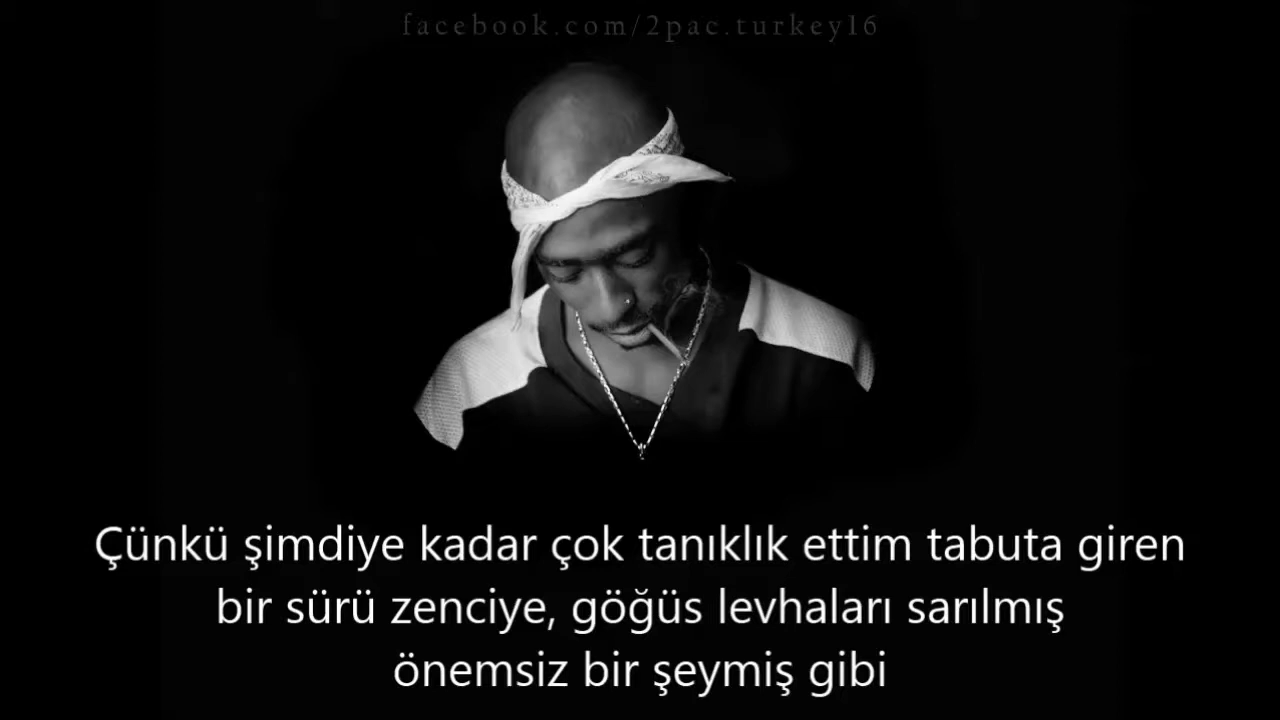 facebook.com/2pac.turkey16
Çünkü şimdiye kadar çok tanıklık ettim tabuta giren
bir sürü zenciye, göğüs levhaları sarılmış
önemsiz bir şeymiş gibi